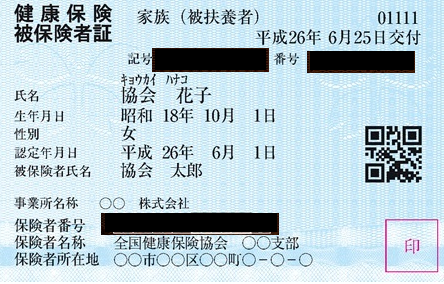 健康保険 家族（被扶養者） 01111
被保険者証 平成26年 6月25日交付
記号 番号
ｷｮｳｶｲ ﾊﾅｺ
氏名 協会 花子
生年月日 昭和 18年 10月 1日
性別 女
認定年月日 平成 26年 6月 1日
被保険者氏名 協会 太郎
事業所名称 ○○ 株式会社
保険者番号
保険者名称 全国健康保険協会 ○○支部
保険者所在地 ○○市○○区○○町○－○－○
印